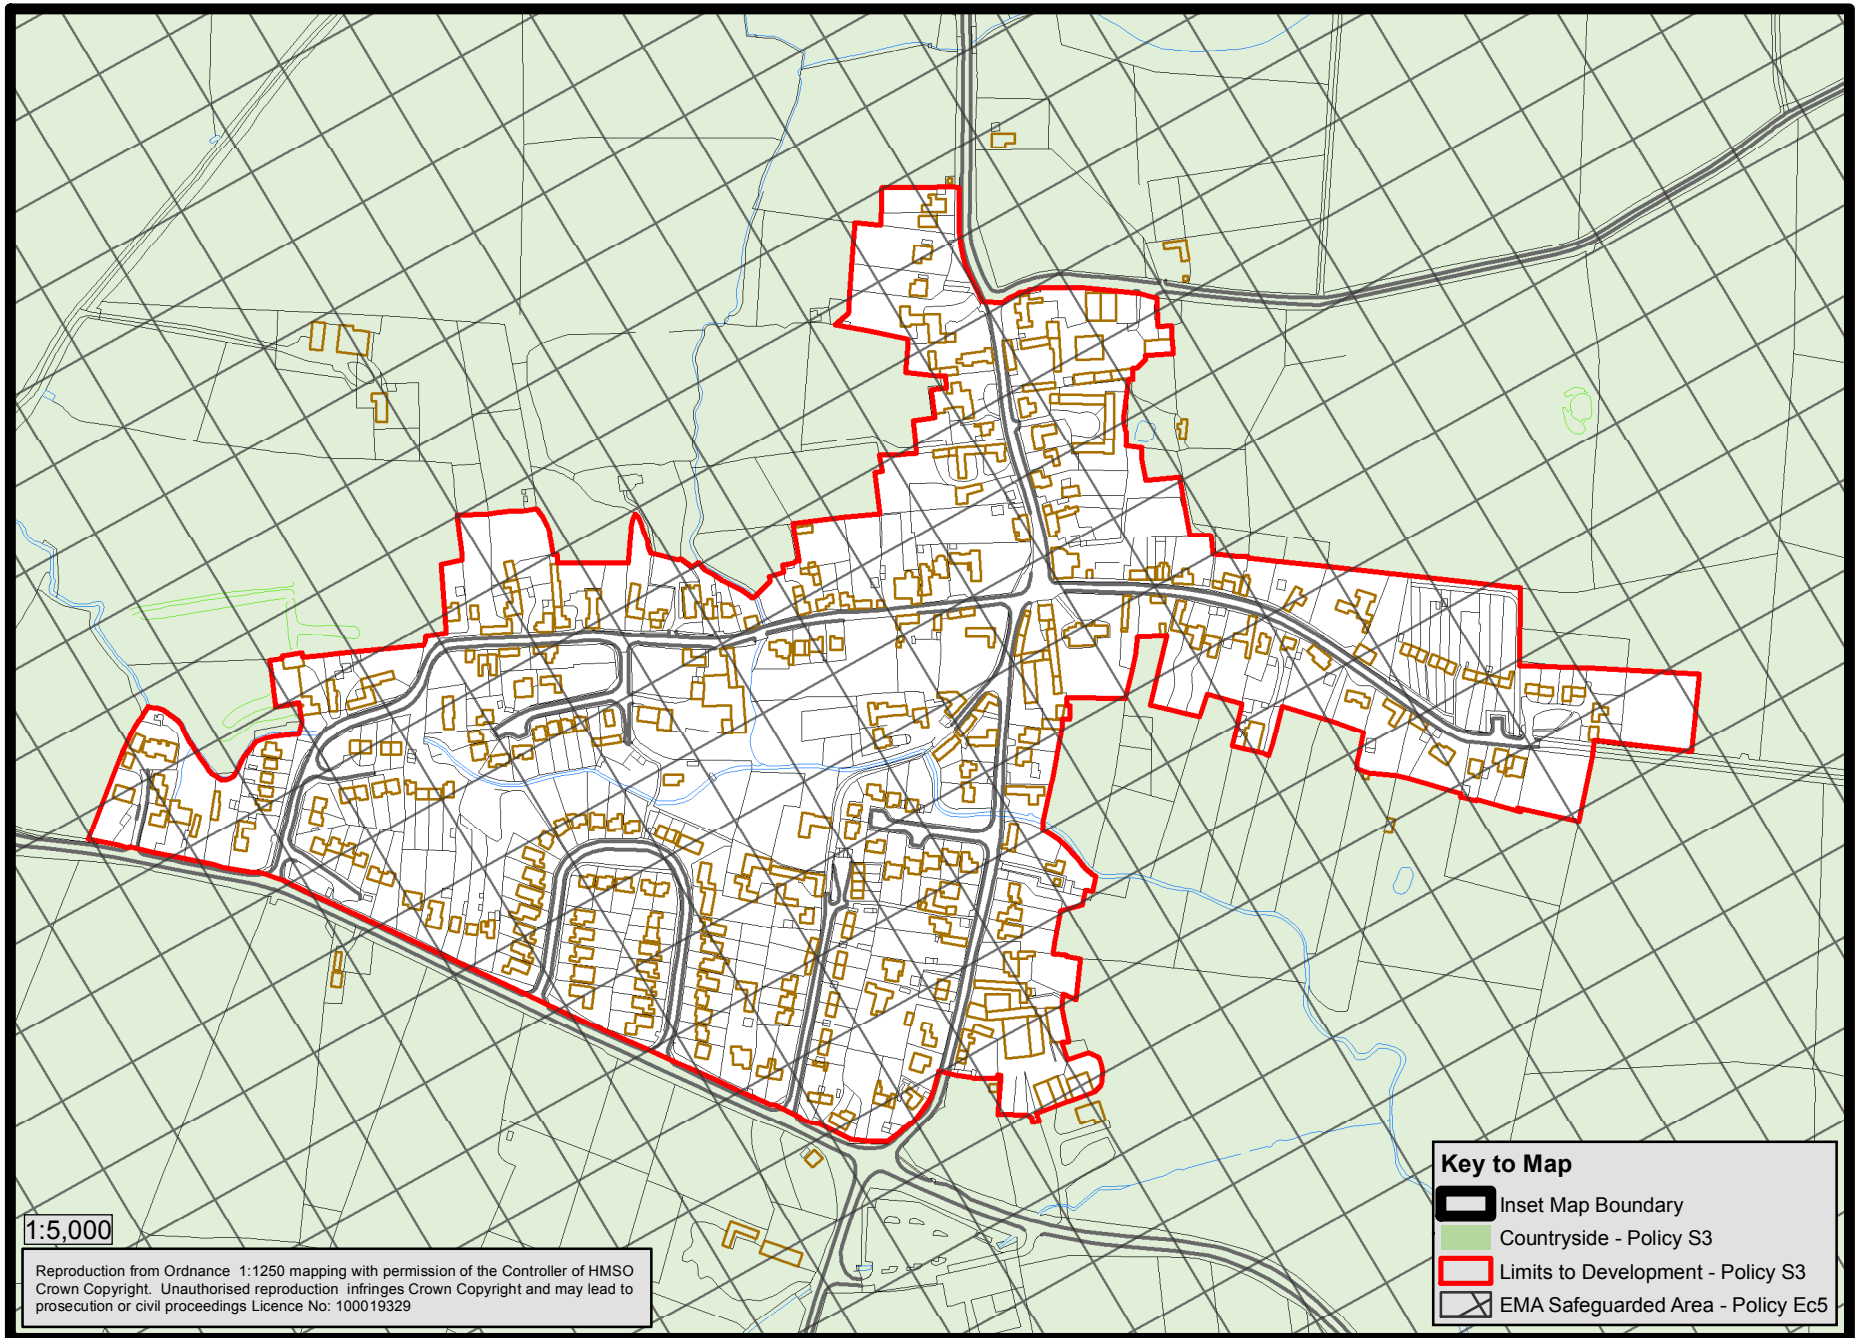 1:5,000
Reproduction from Ordnance 1:1250 mapping with permission of the Controller of HMSO
Crown Copyright. Unauthorised reproduction infringes Crown Copyright and may lead to
prosecution or civil proceedings Licence No: 100019329
Key to Map
Inset Map Boundary
Countryside - Policy S3
Limits to Development - Policy S3
EMA Safeguarded Area - Policy Ec5